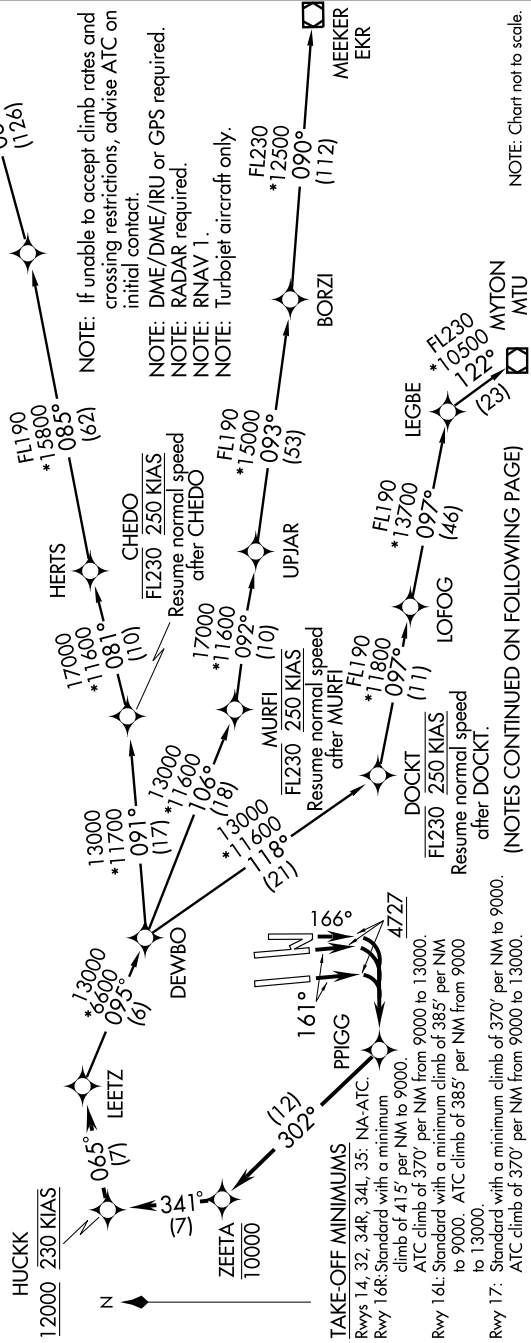 HUCKK
12000 230 KIAS
N
065°
(7)
LEETZ
341°
(7)
ZEETA
10000
302°
(12)
PPIGG
161°
166°
4727
13000
*6600
095°
(6)
DEWBO
13000
*11700
091°
(17)
CHEDO
FL230 250 KIAS
Resume normal speed
after CHEDO
17000
*11600
081°
(10)
HERTS
FL190
*15800
085°
(62)
(126)
NOTE: If unable to accept climb rates and
crossing restrictions, advise ATC on
initial contact.
NOTE: DME/DME/IRU or GPS required.
NOTE: RADAR required.
NOTE: RNAV 1.
NOTE: Turbojet aircraft only.
13000
*11600
106°
(18)
MURFI
FL230 250 KIAS
Resume normal speed
after MURFI
17000
*11600
092°
(10)
UPJAR
FL190
*15000
093°
(53)
BORZI
FL230
*12500
090°
(112)
MEEKER
EKR
13000
*11600
118°
(21)
DOCKT
FL230 250 KIAS
Resume normal speed
after DOCKT.
FL190
*11800
097°
(11)
LOFOG
FL190
*13700
097°
(46)
LEGBE
FL230
*10500
122°
(23)
MYTON
MTU
TAKE-OFF MINIMUMS
Rwys 14, 32, 34R, 34L, 35: NA-ATC.
Rwy 16R: Standard with a minimum
climb of 415' per NM to 9000.
ATC climb of 370' per NM from 9000 to 13000.
Rwy 16L: Standard with a minimum climb of 385' per NM
to 9000. ATC climb of 385' per NM from 9000
to 13000.
Rwy 17: Standard with a minimum climb of 370' per NM to 9000.
ATC climb of 370' per NM from 9000 to 13000.
(NOTES CONTINUED ON FOLLOWING PAGE)
NOTE: Chart not to scale.